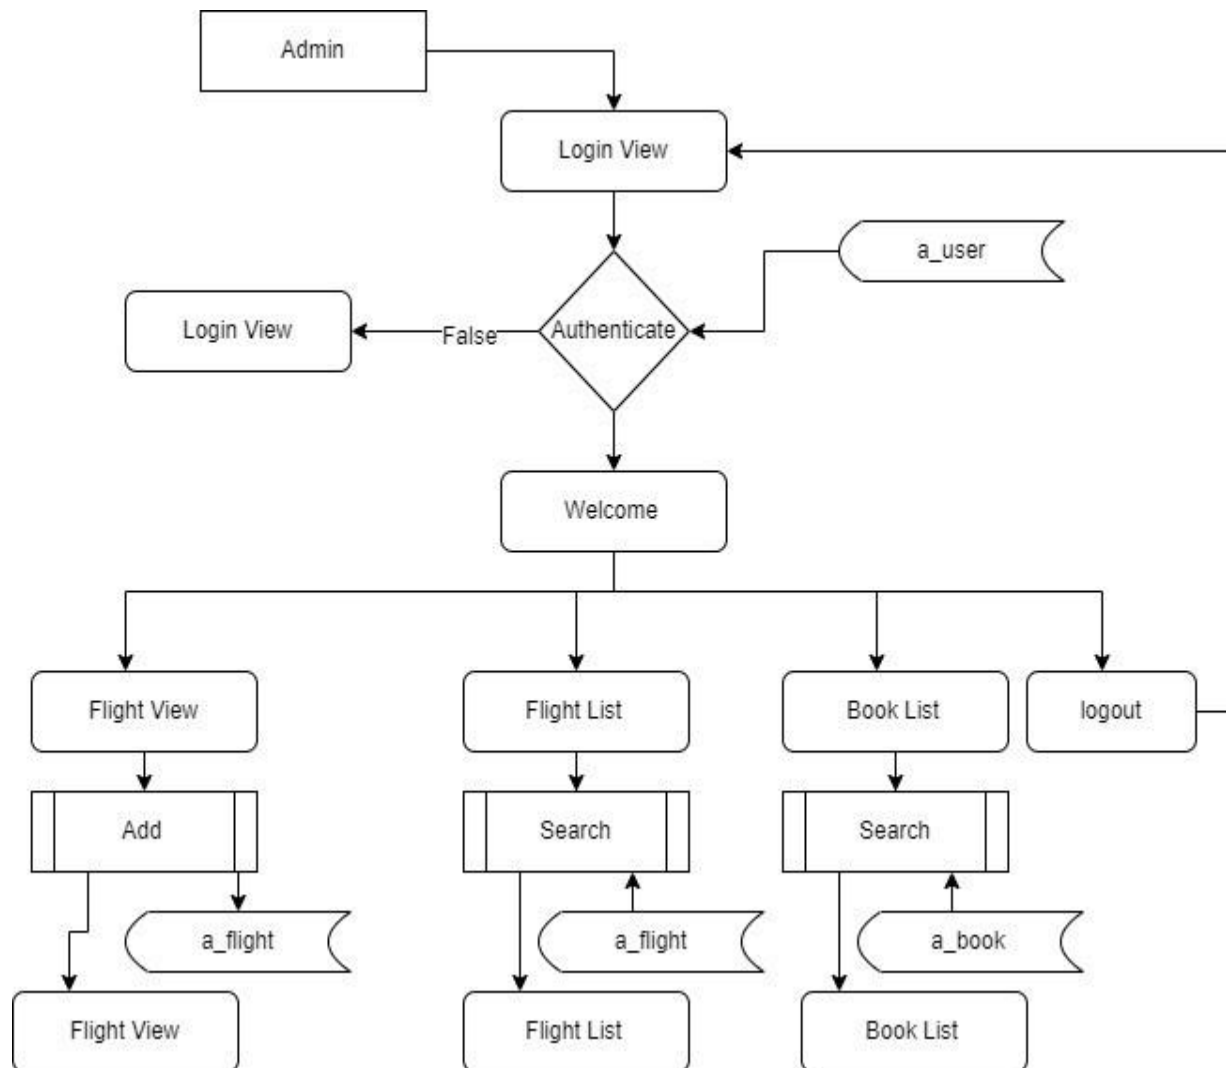 Admin
Login View
a_user
Login View
False
Authenticate
Welcome
Flight View
Flight List
Book List
logout
Add
Search
Search
a_flight
a_flight
a_book
Flight View
Flight List
Book List